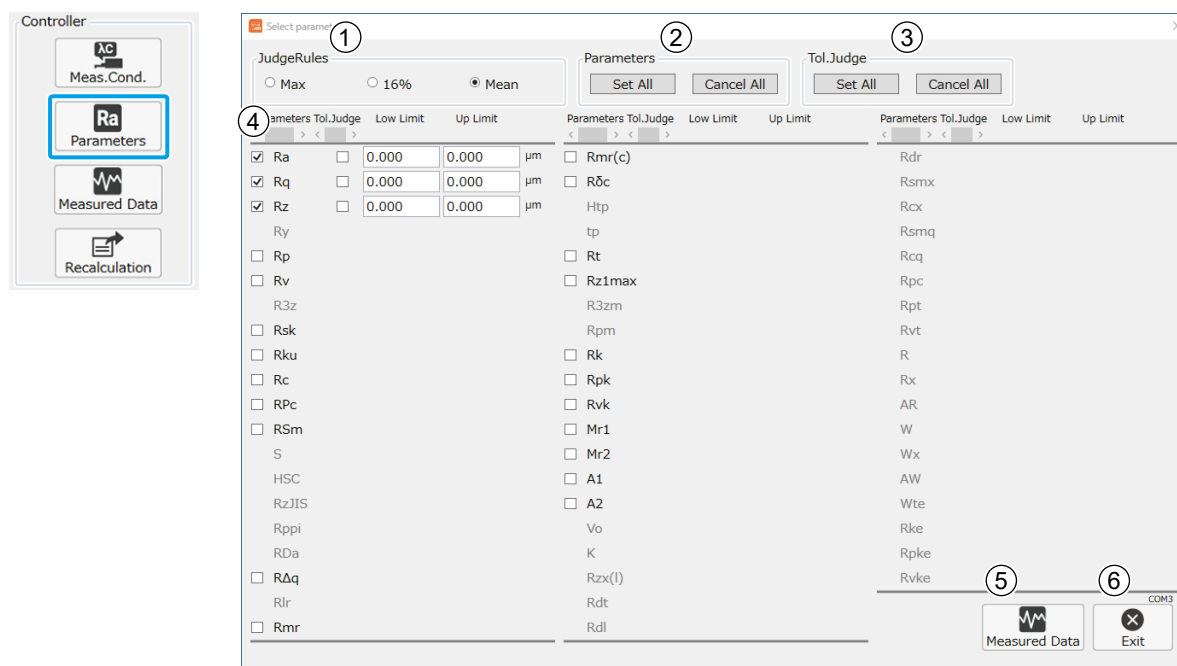 Controller
λC
Meas.Cond.
Ra
Parameters
Measured Data
Recalculation
Select parame
1
2
3
JudgeRules
Parameters
Tol.Judge
Max 16% Mean
Set All Cancel All
Set All Cancel All
4
ameters Tol.Judge Low Limit Up Limit
Ra 0.000 0.000 µm
Rq 0.000 0.000 µm
Rz 0.000 0.000 µm
Ry
Rp
Rv
R3z
Rsk
Rku
Rc
RPc
RSm
S
HSC
RzJIS
Rppi
RDa
RΔq
Rlr
Rmr
Parameters Tol.Judge Low Limit Up Limit
Rmr(c)
Rδc
Htp
tp
Rt
Rz1max
R3zm
Rpm
Rk
Rpk
Rvk
Mr1
Mr2
A1
A2
Vo
K
Rzx(l)
Rdt
Rdl
Parameters Tol.Judge Low Limit Up Limit
Rdr
Rsmx
Rcx
Rsmq
Rcq
Rpc
Rpt
Rvt
R
Rx
AR
W
Wx
AW
Wte
Rke
Rpke
Rvke
5
6
COM3
Measured Data
Exit